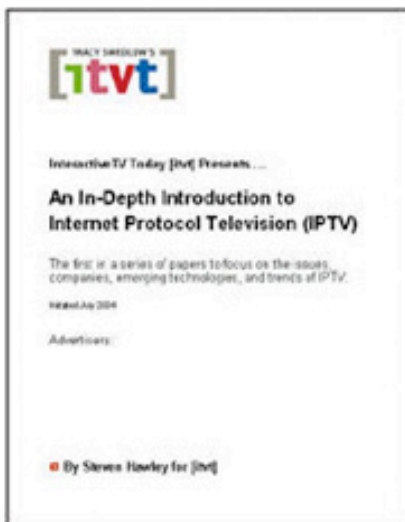 TRACY SWEDLOW'S
[itvt]
InteractiveTV Today [itvt] Presents....
An In-Depth Introduction to
Internet Protocol Television (IPTV)
The first in a series of papers to focus on the issues,
companies, emerging technologies, and trends of IPTV.
July 2004
Advertisers:
By Steven Hawley for [itvt]